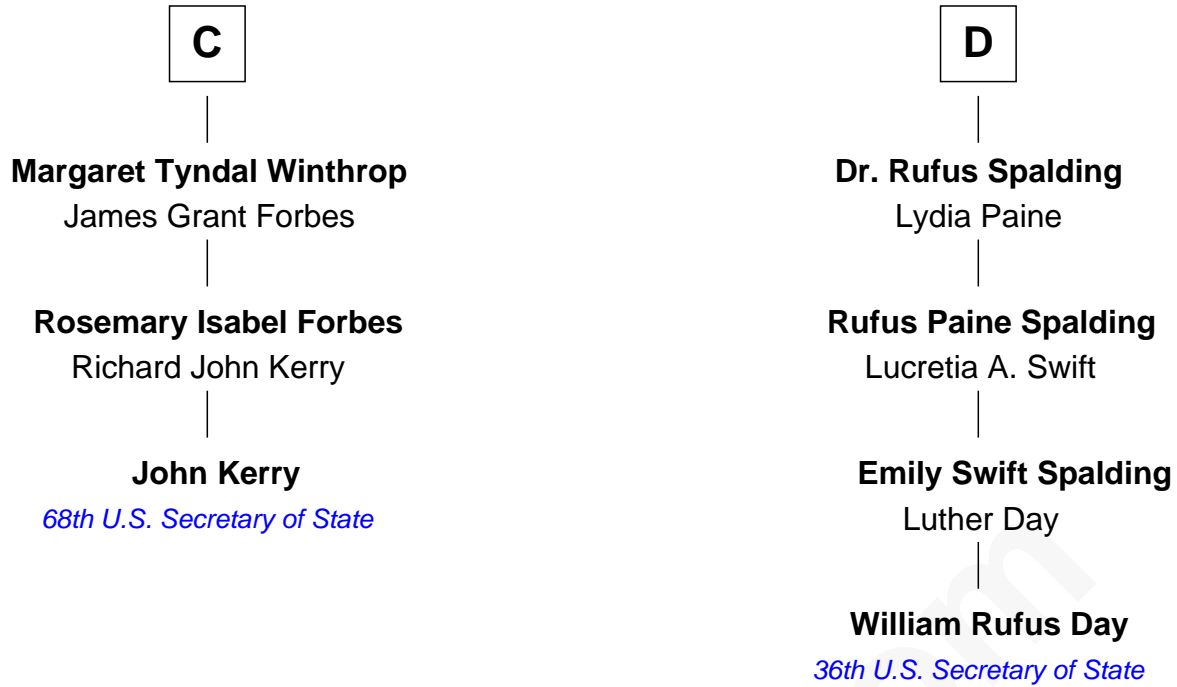 C
Margaret Tyndal Winthrop
James Grant Forbes
Rosemary Isabel Forbes
Richard John Kerry
John Kerry
68th U.S. Secretary of State
D
Dr. Rufus Spalding
Lydia Paine
Rufus Paine Spalding
Lucretia A. Swift
Emily Swift Spalding
Luther Day
William Rufus Day
36th U.S. Secretary of State